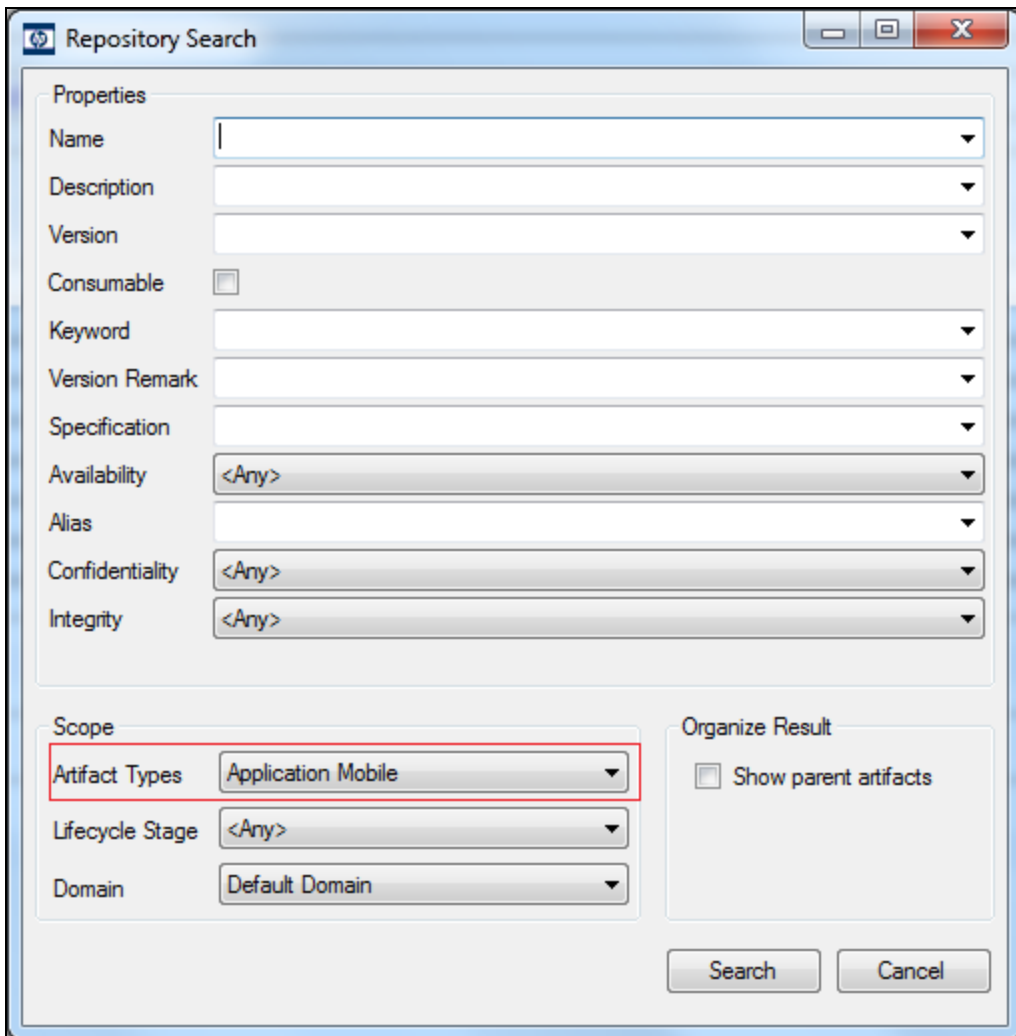 Repository Search
Properties
Name
Description
Version
Consumable
Keyword
Version Remark
Specification
Availability <Any>
Alias
Confidentiality <Any>
Integrity <Any>
Scope
Artifact Types Application Mobile
Lifecycle Stage <Any>
Domain Default Domain
Organize Result
Show parent artifacts
Search Cancel